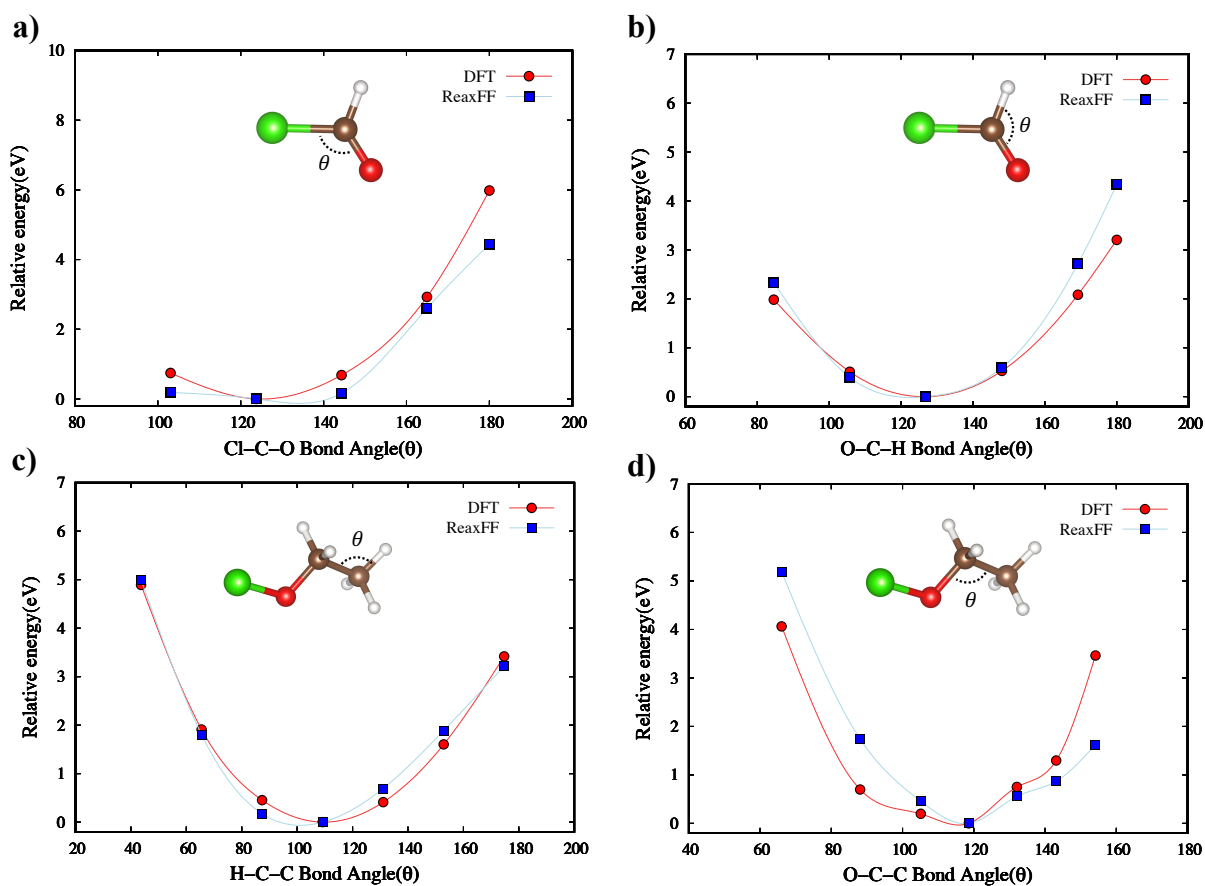 a)
10
8
6
4
2
0
Relative energy(eV)
DFT
ReaxFF
θ
80 100 120 140 160 180 200
Cl–C–O Bond Angle(θ)
b)
7
6
5
4
3
2
1
0
Relative energy(eV)
DFT
ReaxFF
θ
60 80 100 120 140 160 180 200
O–C–H Bond Angle(θ)
c)
7
6
5
4
3
2
1
0
Relative energy(eV)
DFT
ReaxFF
θ
20 40 60 80 100 120 140 160 180 200
H–C–C Bond Angle(θ)
d)
7
6
5
4
3
2
1
0
Relative energy(eV)
DFT
ReaxFF
θ
40 60 80 100 120 140 160 180
O–C–C Bond Angle(θ)